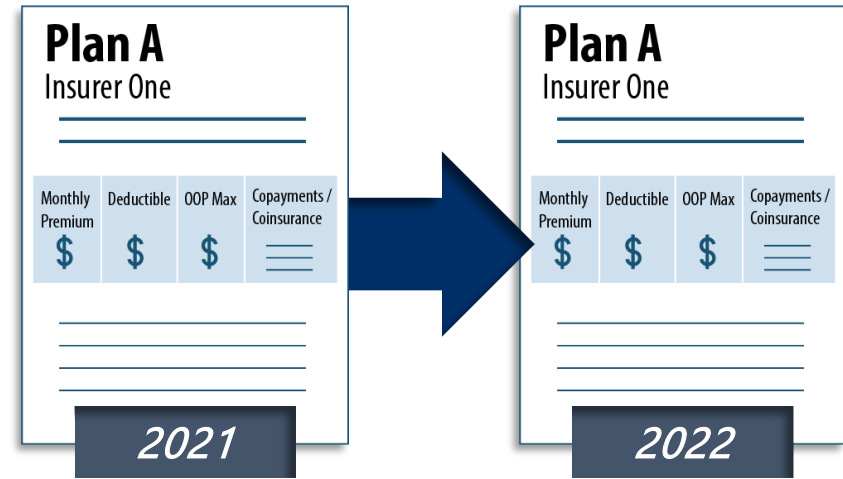 Plan A
Insurer One
Monthly Premium
Deductible
OOP Max
Copayments / Coinsurance
$
$
$
2021
Plan A
Insurer One
Monthly Premium
Deductible
OOP Max
Copayments / Coinsurance
$
$
$
2022